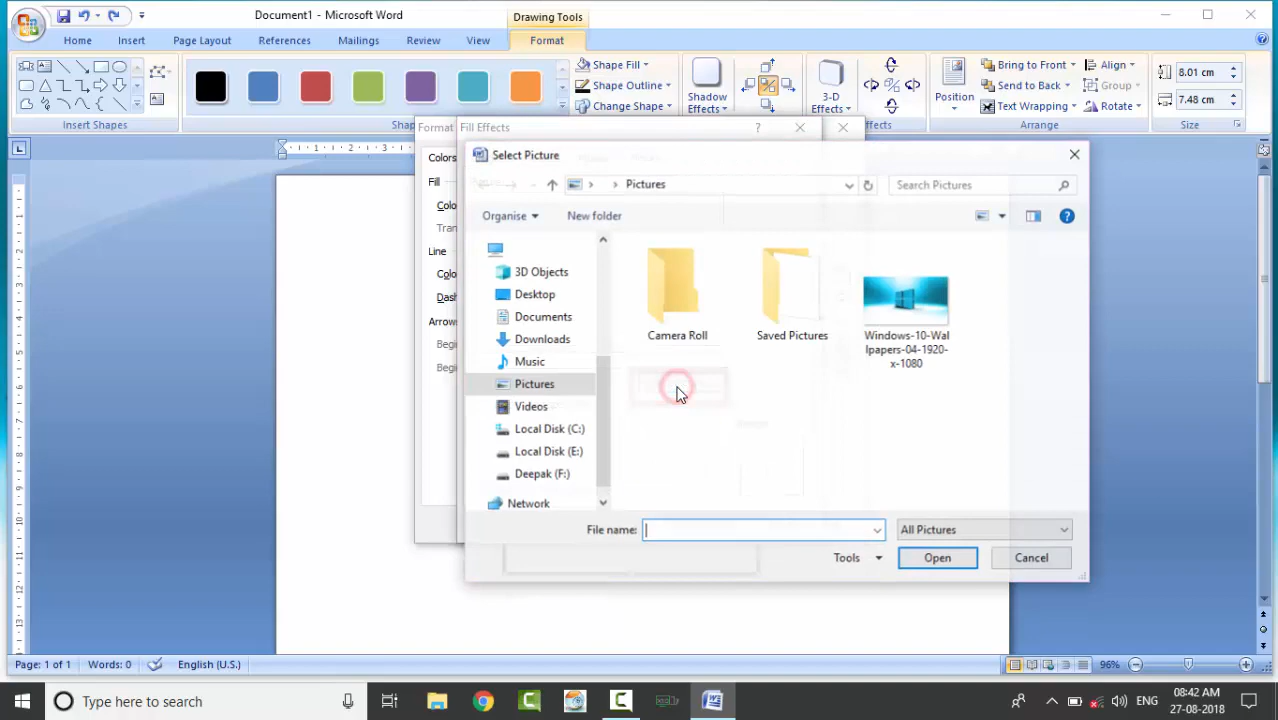 Document1 - Microsoft Word
Drawing Tools
Home Insert Page Layout References Mailings Review View Format
Shape Fill
Shape Outline
Change Shape
Shadow
Effects
3-D
Effects
Position
Bring to Front
Send to Back
Text Wrapping
Align
Group
Rotate
8.01 cm
7.48 cm
Insert Shapes
Arrange
Size
Format
Fill Effects
Colors
Fill
Line
Select Picture
Pictures
Search Pictures
Organise
New folder
3D Objects
Desktop
Documents
Downloads
Music
Pictures
Videos
Local Disk (C:)
Local Disk (E:)
Deepak (F:)
Network
Camera Roll
Saved Pictures
Windows-10-Wal
lpapers-04-1920-
x-1080
File name:
All Pictures
Tools
Open
Cancel
Page: 1 of 1
Words: 0
English (U.S.)
96%
Type here to search
ENG
08:42 AM
27-08-2018